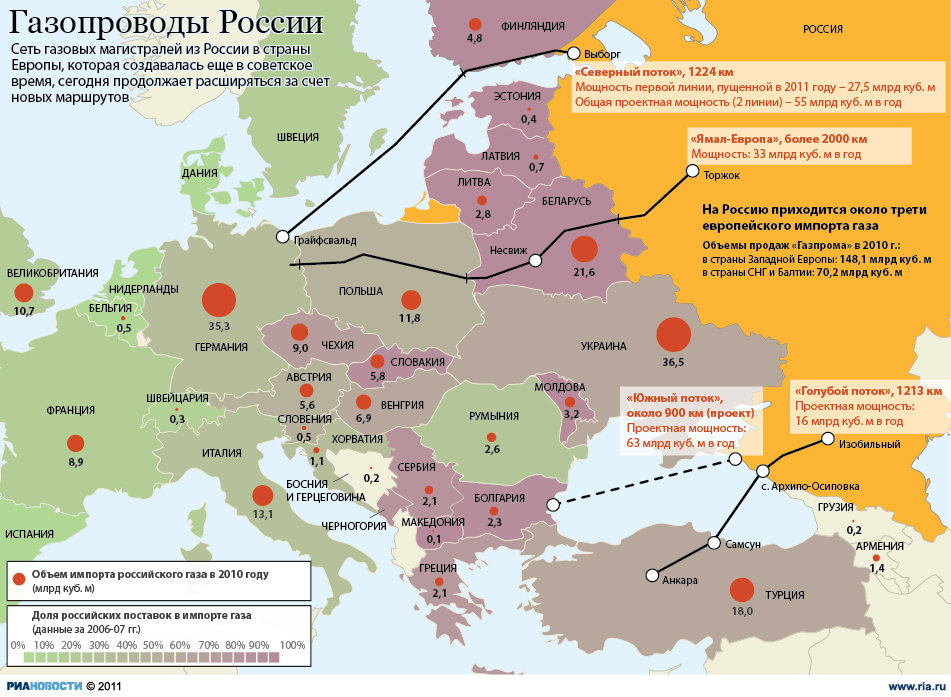 Газопроводы России
Сеть газовых магистралей из России в страны
Европы, которая создавалась еще в советское
время, сегодня продолжает расширяться за счет
новых маршрутов
ФИНЛЯНДИЯ
4,8
РОССИЯ
Выборг
«Северный поток», 1224 км
Мощность первой линии, пущенной в 2011 году – 27,5 млрд куб. м
Общая проектная мощность (2 линии) – 55 млрд куб. м в год
ЭСТОНИЯ
0,4
ШВЕЦИЯ
«Ямал-Европа», более 2000 км
Мощность: 33 млрд куб. м в год
ЛАТВИЯ
0,7
ДАНИЯ
Торжок
ЛИТВА
2,8
БЕЛАРУСЬ
На Россию приходится около трети
европейского импорта газа
Объемы продаж «Газпрома» в 2010 г.:
в страны Западной Европы: 148,1 млрд куб. м
в страны СНГ и Балтии: 70,2 млрд куб. м
Грайфсвальд
Несвиж
21,6
ВЕЛИКОБРИТАНИЯ
10,7
НИДЕРЛАНДЫ
ПОЛЬША
11,8
БЕЛЬГИЯ
0,5
35,3
ГЕРМАНИЯ
9,0
ЧЕХИЯ
УКРАИНА
36,5
СЛОВАКИЯ
5,8
АВСТРИЯ
5,6
МОЛДОВА
3,2
«Южный поток»,
около 900 км (проект)
Проектная мощность:
63 млрд куб. м в год
«Голубой поток», 1213 км
Проектная мощность:
16 млрд куб. м в год
ШВЕЙЦАРИЯ
0,3
ФРАНЦИЯ
8,9
ВЕНГРИЯ
6,9
РУМЫНИЯ
2,6
СЛОВЕНИЯ
0,5
ХОРВАТИЯ
1,1
Изобильный
ИТАЛИЯ
13,1
0,2
БОСНИЯ
И ГЕРЦЕГОВИНА
СЕРБИЯ
2,1
с. Архипо-Осиповка
БОЛГАРИЯ
2,3
ЧЕРНОГОРИЯ
МАКЕДОНИЯ
0,1
ГРУЗИЯ
0,2
ИСПАНИЯ
Самсун
АРМЕНИЯ
1,4
ГРЕЦИЯ
2,1
Анкара
ТУРЦИЯ
18,0
Объем импорта российского газа в 2010 году
(млрд куб. м)
Доля российских поставок в импорте газа
(данные за 2006-07 гг.)
0% 10% 20% 30% 40% 50% 60% 70% 80% 90% 100%
РИАНОВОСТИ © 2011
www.ria.ru